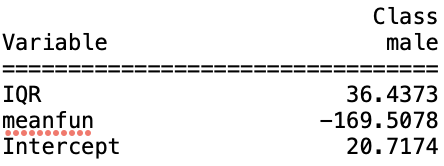 Class
Variable male
=================================
IQR 36.4373
meanfun -169.5078
Intercept 20.7174